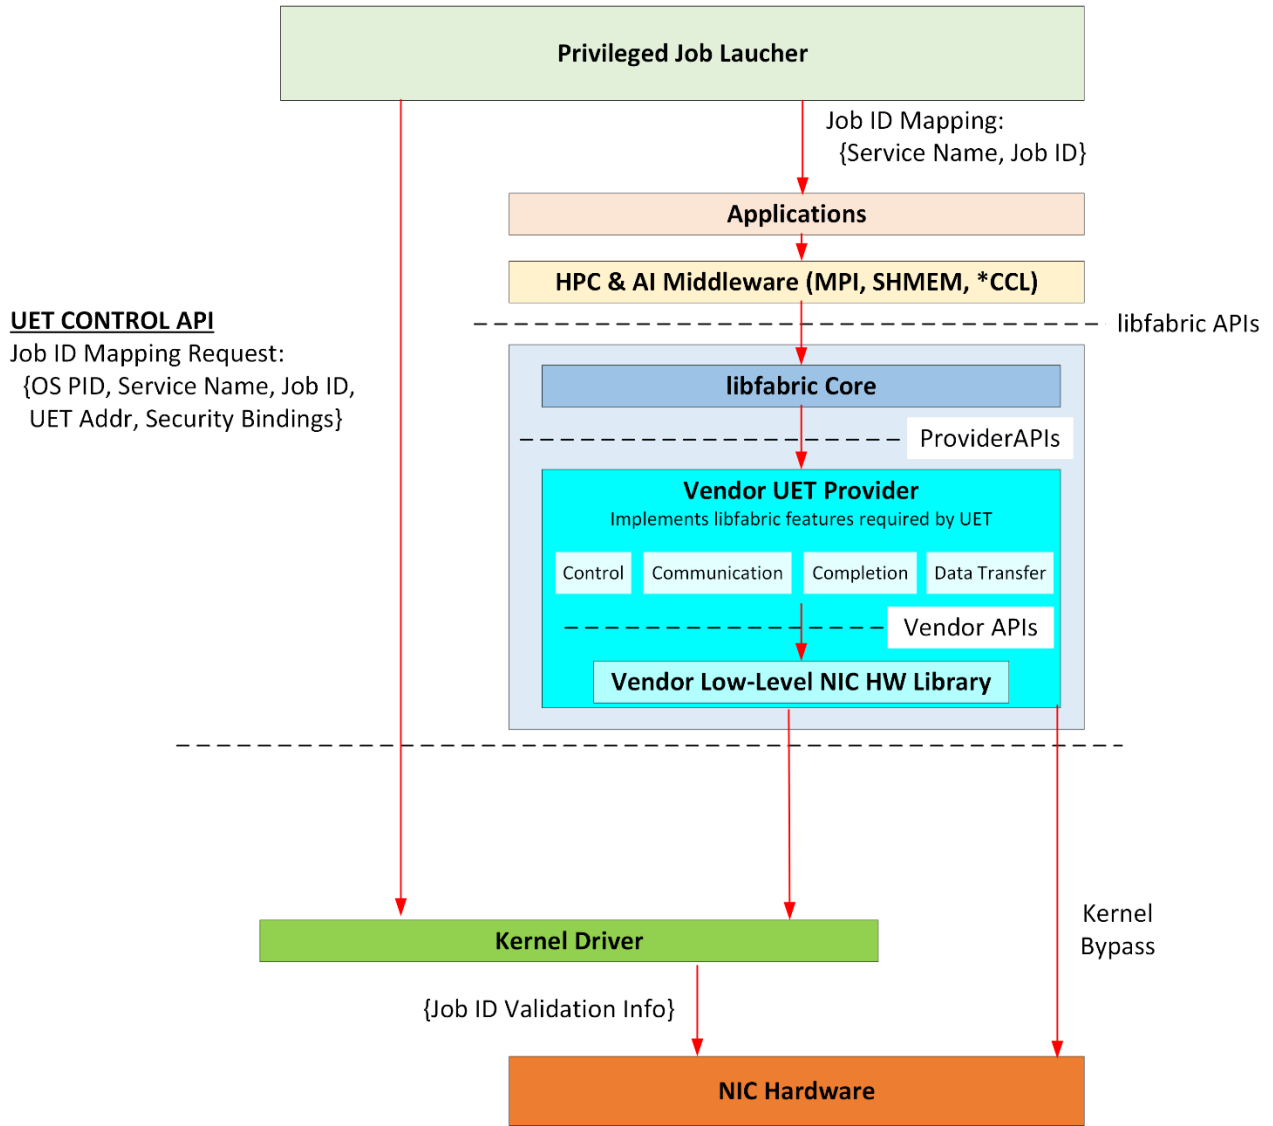 Privileged Job Laucher
Job ID Mapping:
{Service Name, Job ID}
Applications
HPC & AI Middleware (MPI, SHMEM, *CCL)
libfabric APIs
UET CONTROL API
Job ID Mapping Request:
{OS PID, Service Name, Job ID,
UET Addr, Security Bindings}
libfabric Core
ProviderAPIs
Vendor UET Provider
Implements libfabric features required by UET
Control
Communication
Completion
Data Transfer
Vendor APIs
Vendor Low-Level NIC HW Library
Kernel
Bypass
Kernel Driver
{Job ID Validation Info}
NIC Hardware